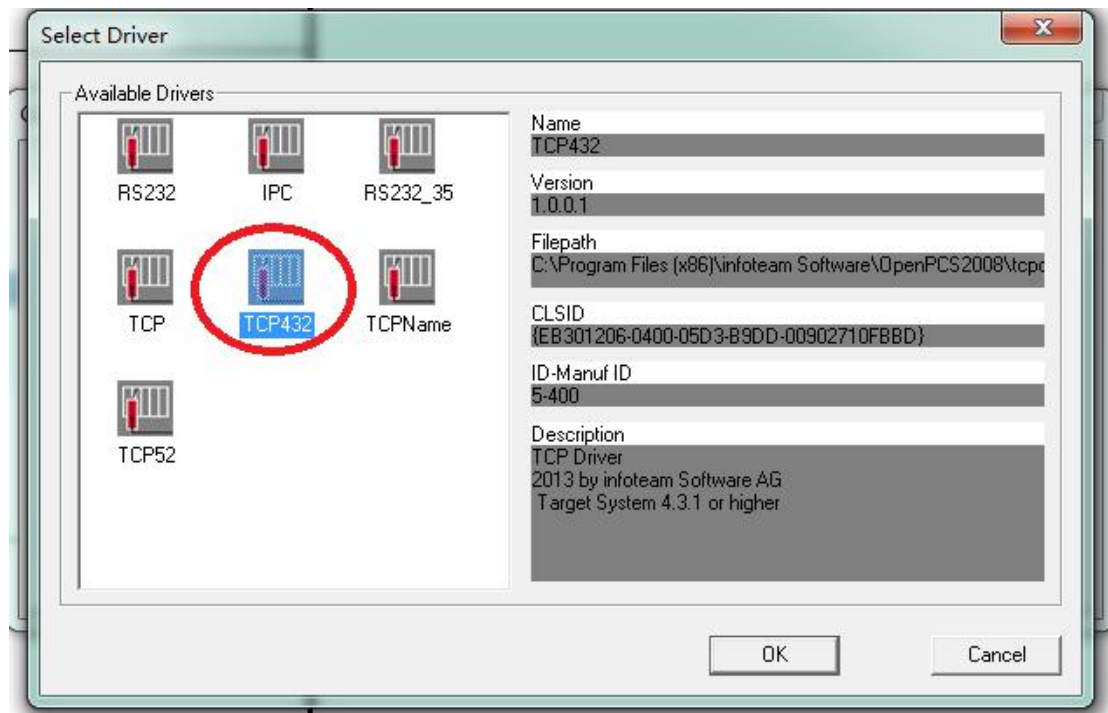 Select Driver
Available Drivers
RS232 IPC RS232_35
TCP TCP432 TCPName
TCP52
Name
TCP432
Version
1.0.0.1
Filepath
C:\Program Files (x86)\infoteam Software\OpenPCS2008\tcpc
CLSID
{EB301206-0400-05D3-B9DD-00902710FBBD}
ID-Manuf ID
5-400
Description
TCP Driver
2013 by infoteam Software AG
Target System 4.3.1 or higher
OK Cancel